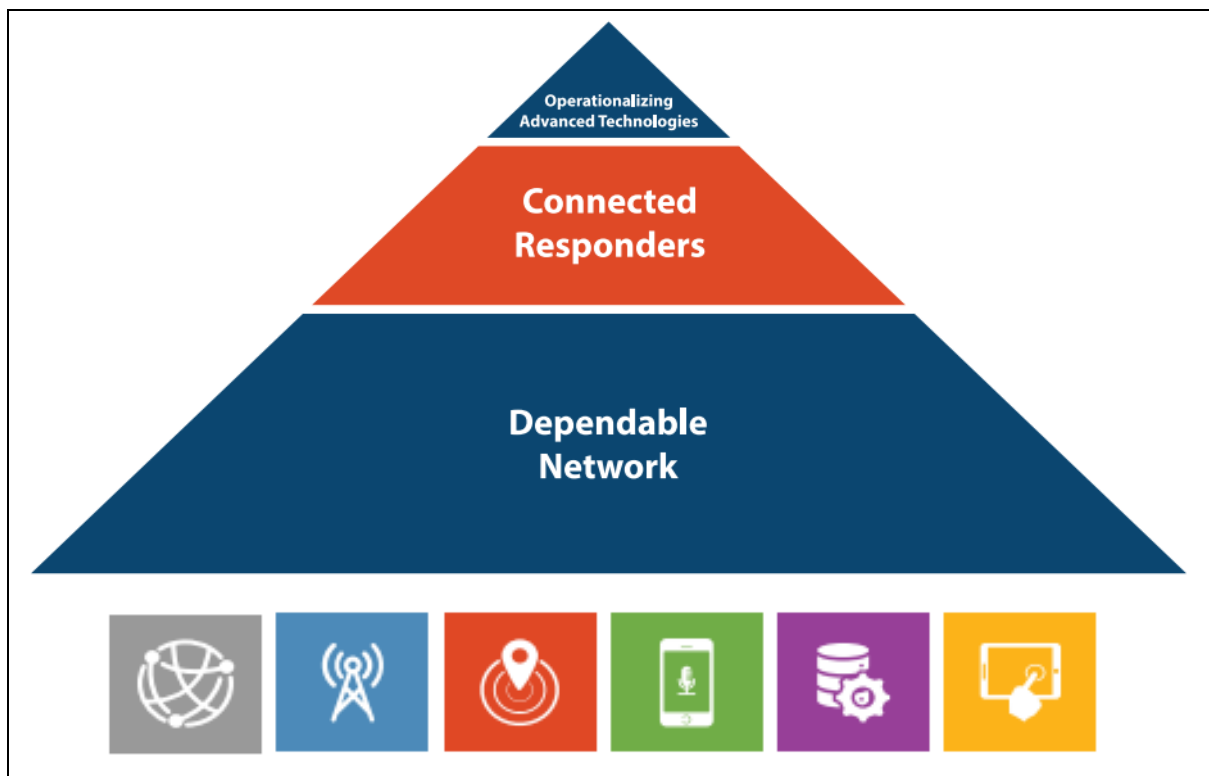 Operationalizing
Advanced Technologies
Connected
Responders
Dependable
Network